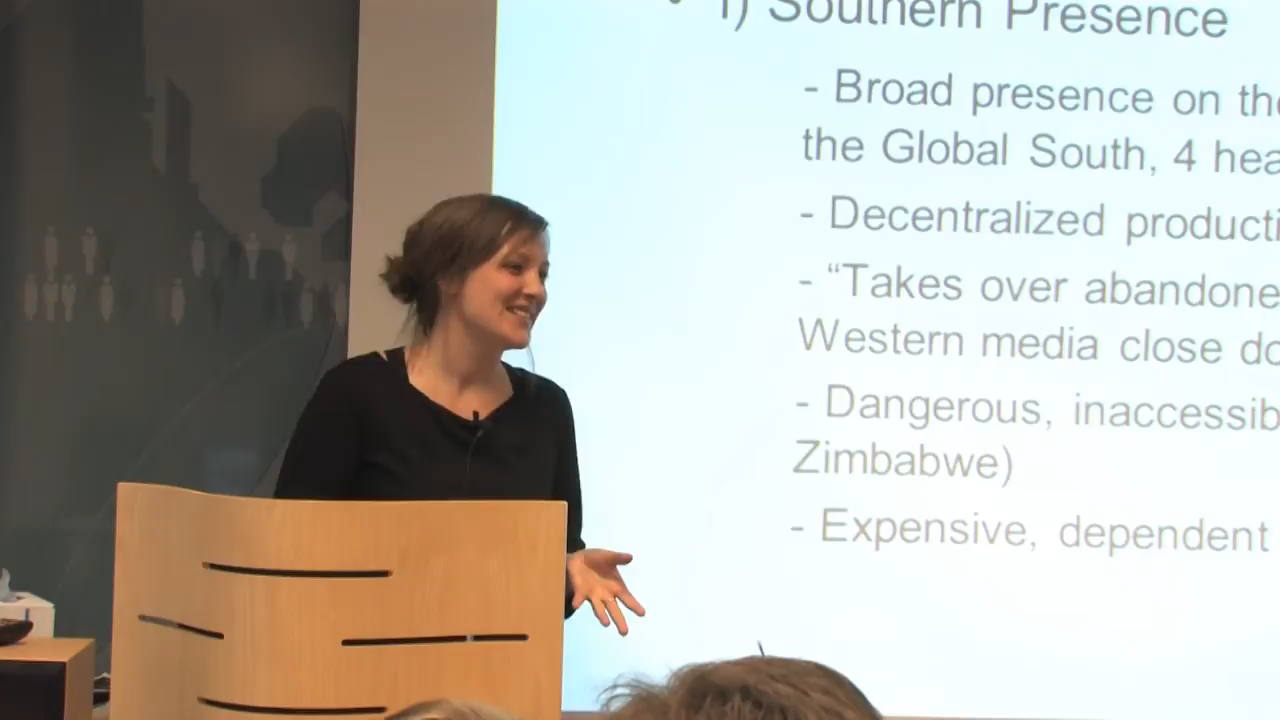 1) Southern Presence
- Broad presence on the
the Global South, 4 hea
- Decentralized producti
- “Takes over abandone
Western media close do
- Dangerous, inaccessib
Zimbabwe)
- Expensive, dependent